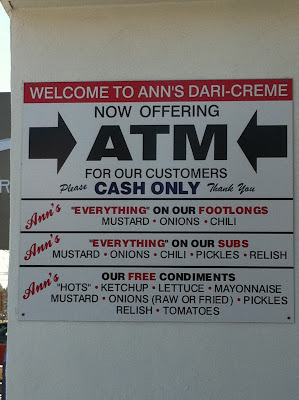 WELCOME TO ANN'S DARI-CREME
NOW OFFERING
ATM
FOR OUR CUSTOMERS
Please CASH ONLY Thank You
Ann's "EVERYTHING" ON OUR FOOTLONGS
MUSTARD • ONIONS • CHILI
Ann's "EVERYTHING" ON OUR SUBS
MUSTARD • ONIONS • CHILI • PICKLES • RELISH
Ann's OUR FREE CONDIMENTS
"HOTS" • KETCHUP • LETTUCE • MAYONNAISE
MUSTARD • ONIONS (RAW OR FRIED) • PICKLES
RELISH • TOMATOES